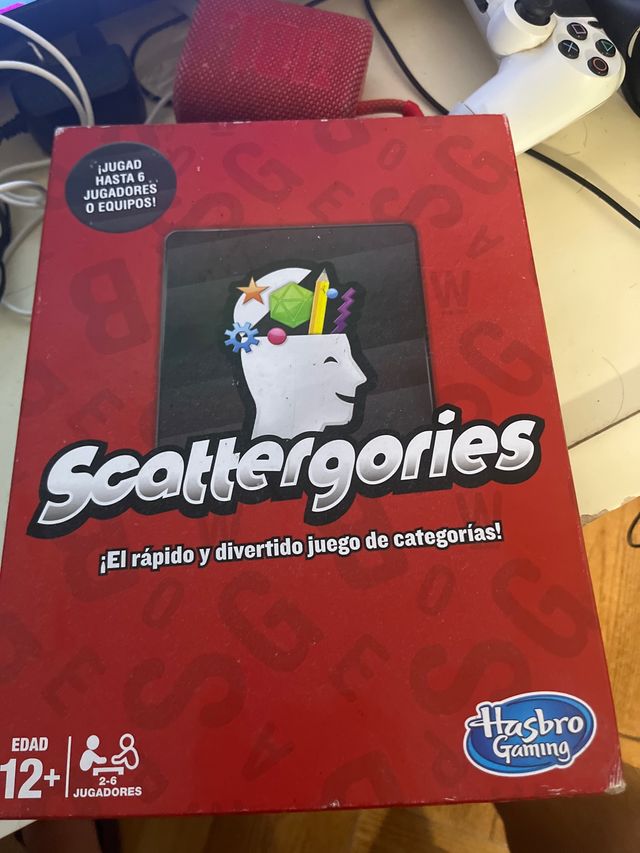 ¡JUGAD
HASTA 6
JUGADORES
O EQUIPOS!
Scattergories
¡El rápido y divertido juego de categorías!
EDAD
12+
2-6
JUGADORES
Hasbro
Gaming